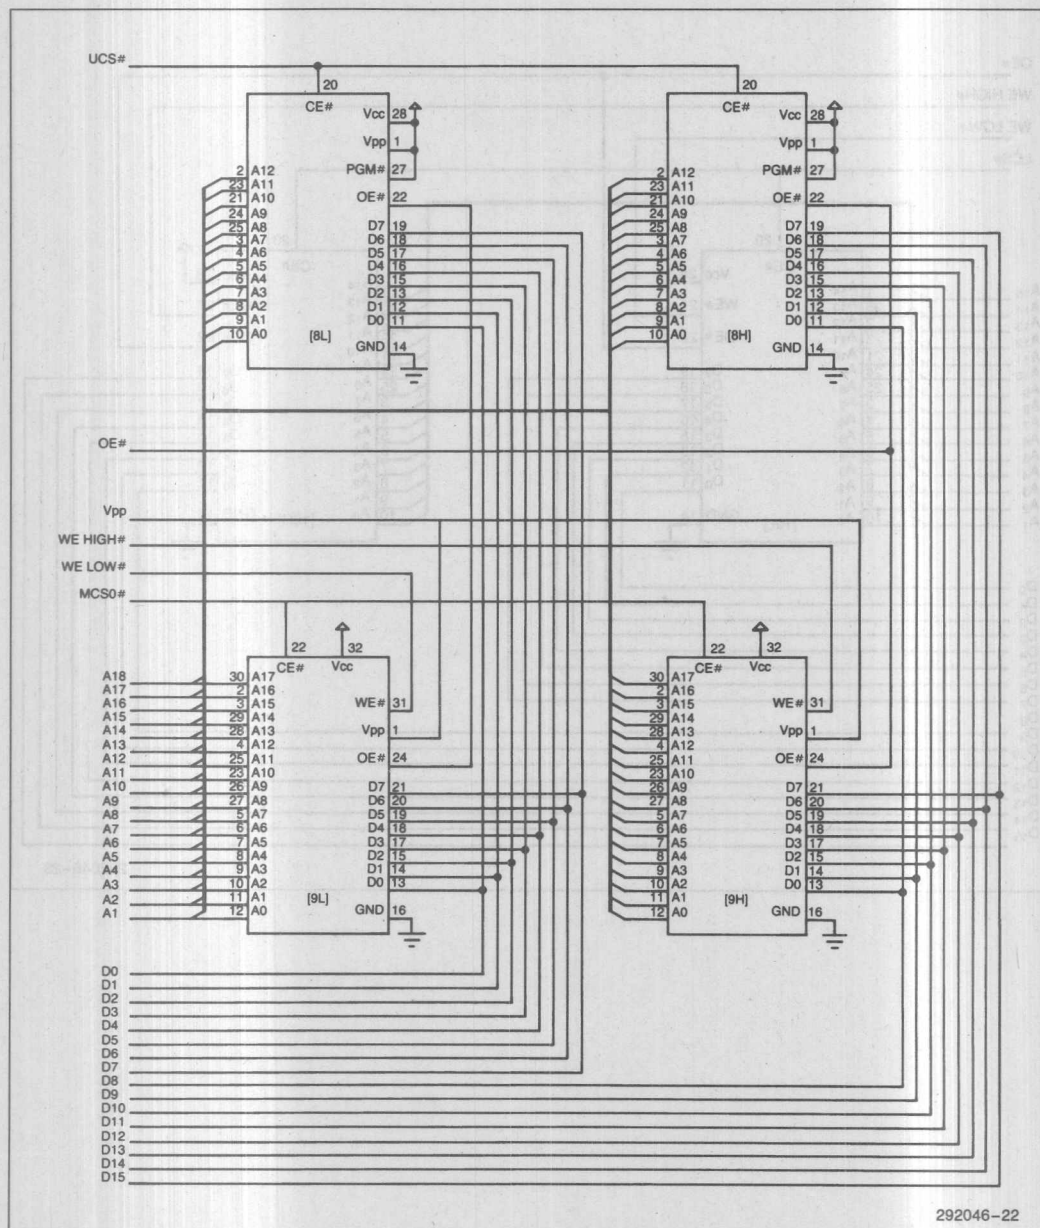 UCS#
20
20
CE#
CE#
Vcc 28
Vcc 28
Vpp 1
Vpp 1
PGM# 27
PGM# 27
2 A12
2 A12
23 A11
23 A11
21 A10
21 A10
OE# 22
OE# 22
24 A9
24 A9
25 A8
25 A8
D7 19
D7 19
3 A7
3 A7
D6 18
D6 18
4 A6
4 A6
D5 17
D5 17
5 A5
5 A5
D4 16
D4 16
6 A4
6 A4
D3 15
D3 15
7 A3
7 A3
D2 13
D2 13
8 A2
8 A2
D1 12
D1 12
9 A1
9 A1
D0 11
D0 11
10 A0
10 A0
[8L]
[8H]
GND 14
GND 14
OE#
Vpp
WE HIGH#
WE LOW#
MCS0#
22
32
22
32
CE#
Vcc
CE#
Vcc
A18
30 A17
30 A17
A17
2 A16
2 A16
A16
3 A15
WE# 31
3 A15
WE# 31
A15
29 A14
29 A14
A14
28 A13
Vpp 1
28 A13
Vpp 1
A13
4 A12
4 A12
A12
25 A11
OE# 24
25 A11
OE# 24
A11
23 A10
23 A10
A10
26 A9
D7 21
26 A9
D7 21
A9
27 A8
D6 20
27 A8
D6 20
A8
5 A7
D5 19
5 A7
D5 19
A7
6 A6
D4 18
6 A6
D4 18
A6
7 A5
D3 17
7 A5
D3 17
A5
8 A4
D2 15
8 A4
D2 15
A4
9 A3
D1 14
9 A3
D1 14
A3
10 A2
D0 13
10 A2
D0 13
A2
11 A1
[9L]
11 A1
[9H]
A1
12 A0
GND 16
12 A0
GND 16
D0
D1
D2
D3
D4
D5
D6
D7
D8
D9
D10
D11
D12
D13
D14
D15
292046-22